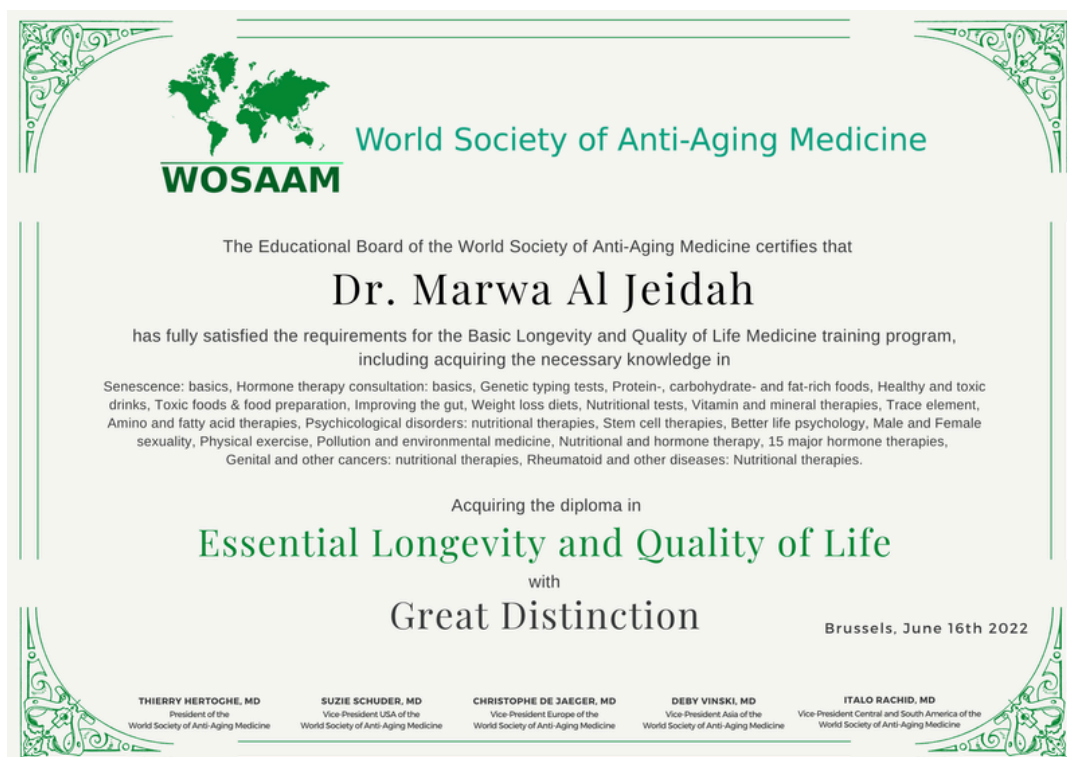 WOSAAM
World Society of Anti-Aging Medicine
The Educational Board of the World Society of Anti-Aging Medicine certifies that
Dr. Marwa Al Jeidah
has fully satisfied the requirements for the Basic Longevity and Quality of Life Medicine training program,
including acquiring the necessary knowledge in
Senescence: basics, Hormone therapy consultation: basics, Genetic typing tests, Protein-, carbohydrate- and fat-rich foods, Healthy and toxic
drinks, Toxic foods & food preparation, Improving the gut, Weight loss diets, Nutritional tests, Vitamin and mineral therapies, Trace element,
Amino and fatty acid therapies, Psychicological disorders: nutritional therapies, Stem cell therapies, Better life psychology, Male and Female
sexuality, Physical exercise, Pollution and environmental medicine, Nutritional and hormone therapy, 15 major hormone therapies,
Genital and other cancers: nutritional therapies, Rheumatoid and other diseases: Nutritional therapies.
Acquiring the diploma in
Essential Longevity and Quality of Life
with
Great Distinction
Brussels, June 16th 2022
THIERRY HERTOGHE, MD
President of the
World Society of Anti-Aging Medicine
SUZIE SCHUDER, MD
Vice-President USA of the
World Society of Anti-Aging Medicine
CHRISTOPHE DE JAEGER, MD
Vice-President Europe of the
World Society of Anti-Aging Medicine
DEBY VINSKI, MD
Vice-President Asia of the
World Society of Anti-Aging Medicine
ITALO RACHID, MD
Vice-President Central and South America of the
World Society of Anti-Aging Medicine